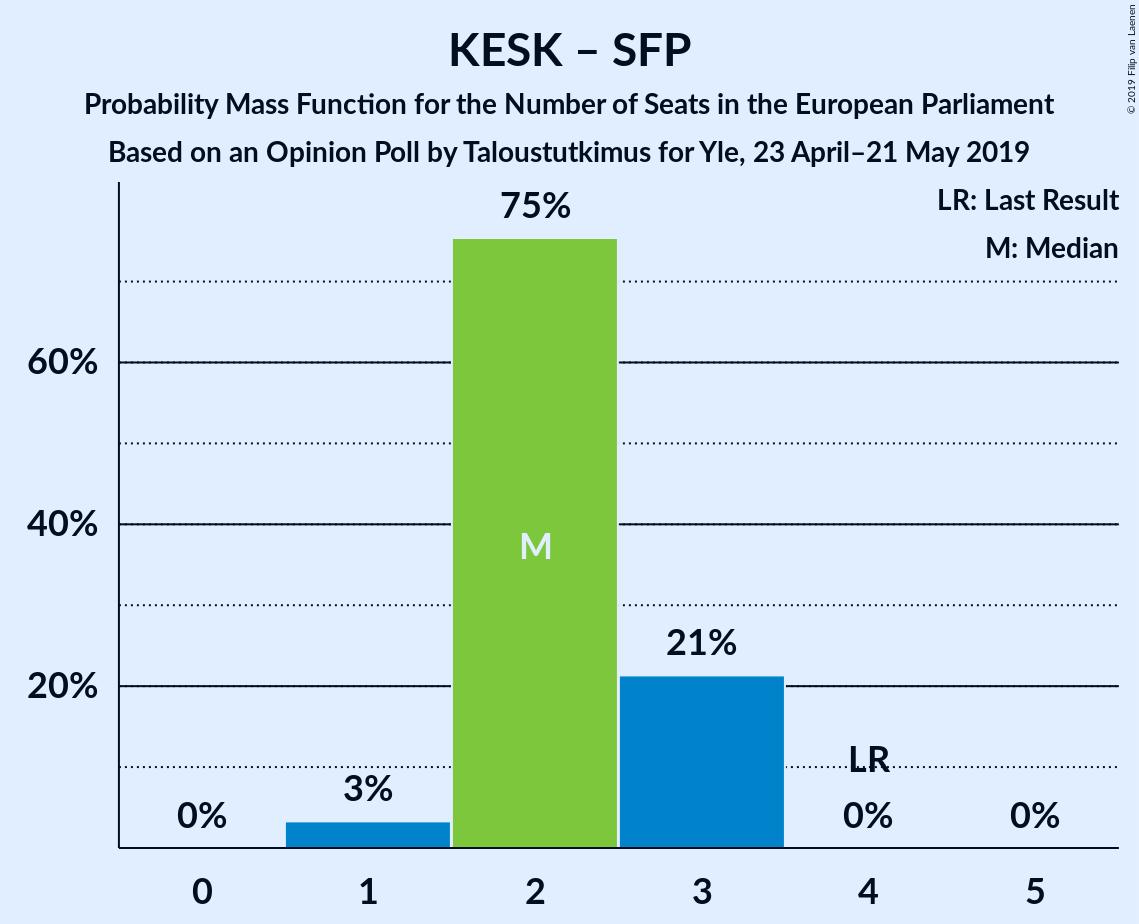 KESK – SFP
Probability Mass Function for the Number of Seats in the European Parliament
Based on an Opinion Poll by Taloustutkimus for Yle, 23 April–21 May 2019
© 2019 Filip van Laenen
LR: Last Result
M: Median
75%
60%
40%
M
21%
20%
LR
3%
0%
0%
0%
0 1 2 3 4 5